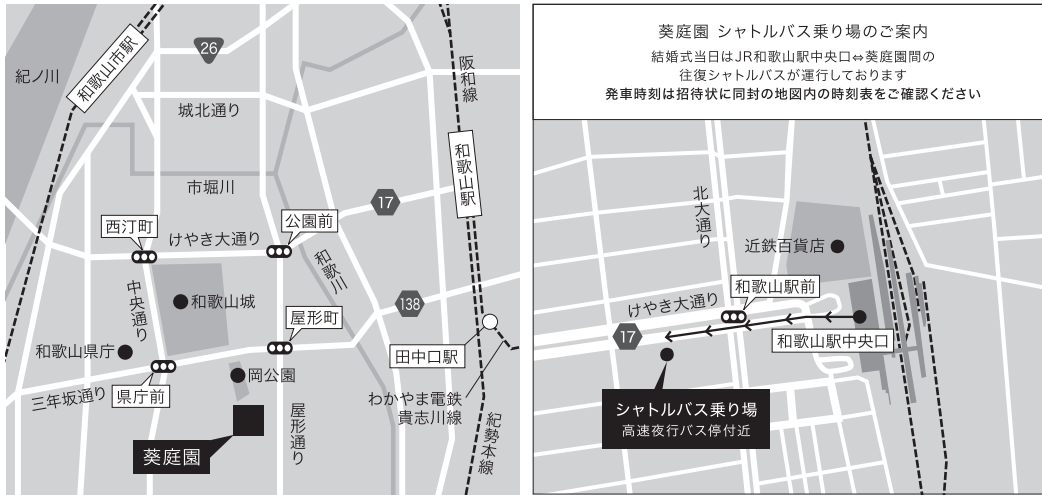 紀ノ川
和歌山市駅
26
城北通り
阪和線
和歌山駅
市堀川
17
西汀町
けやき大通り
公園前
和歌川
中央通り
和歌山城
138
屋形町
和歌山県庁
田中口駅
県庁前
三年坂通り
岡公園
わかやま電鉄
貴志川線
屋形通り
紀勢本線
葵庭園
葵庭園 シャトルバス乗り場のご案内
結婚式当日はJR和歌山駅中央口⇔葵庭園間の
往復シャトルバスが運行しております
発車時刻は招待状に同封の地図内の時刻表をご確認ください
北大通り
近鉄百貨店
和歌山駅前
けやき大通り
17
和歌山駅中央口
シャトルバス乗り場
高速夜行バス停付近